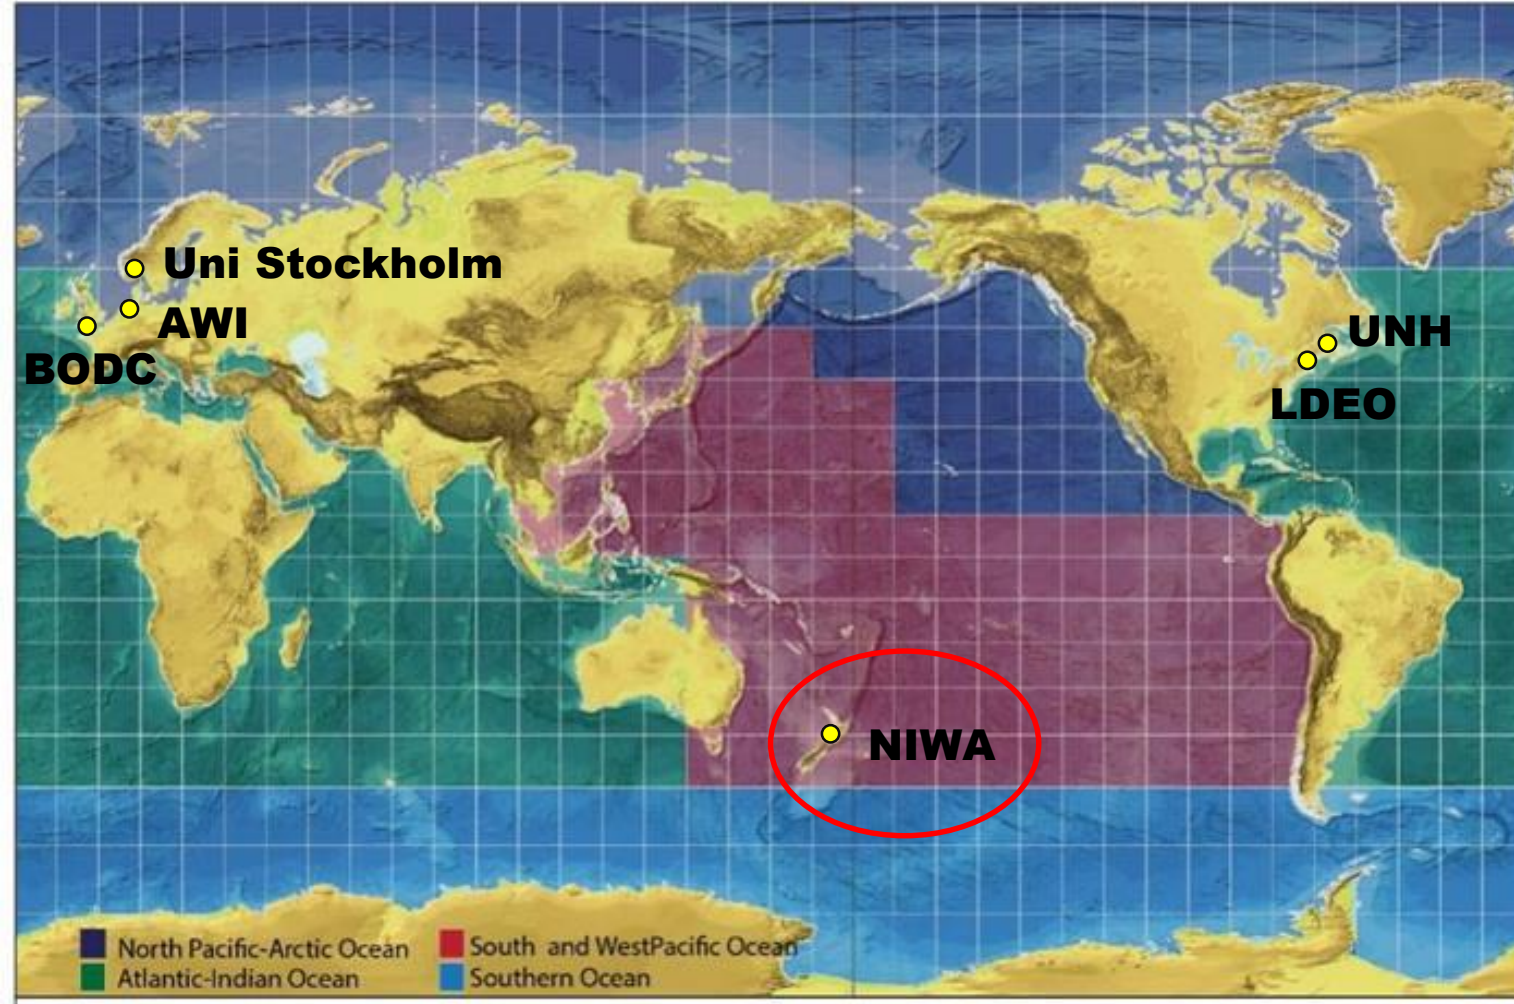 Uni Stockholm
AWI
BODC
UNH
LDEO
NIWA
North Pacific-Arctic Ocean
Atlantic-Indian Ocean
South and WestPacific Ocean
Southern Ocean